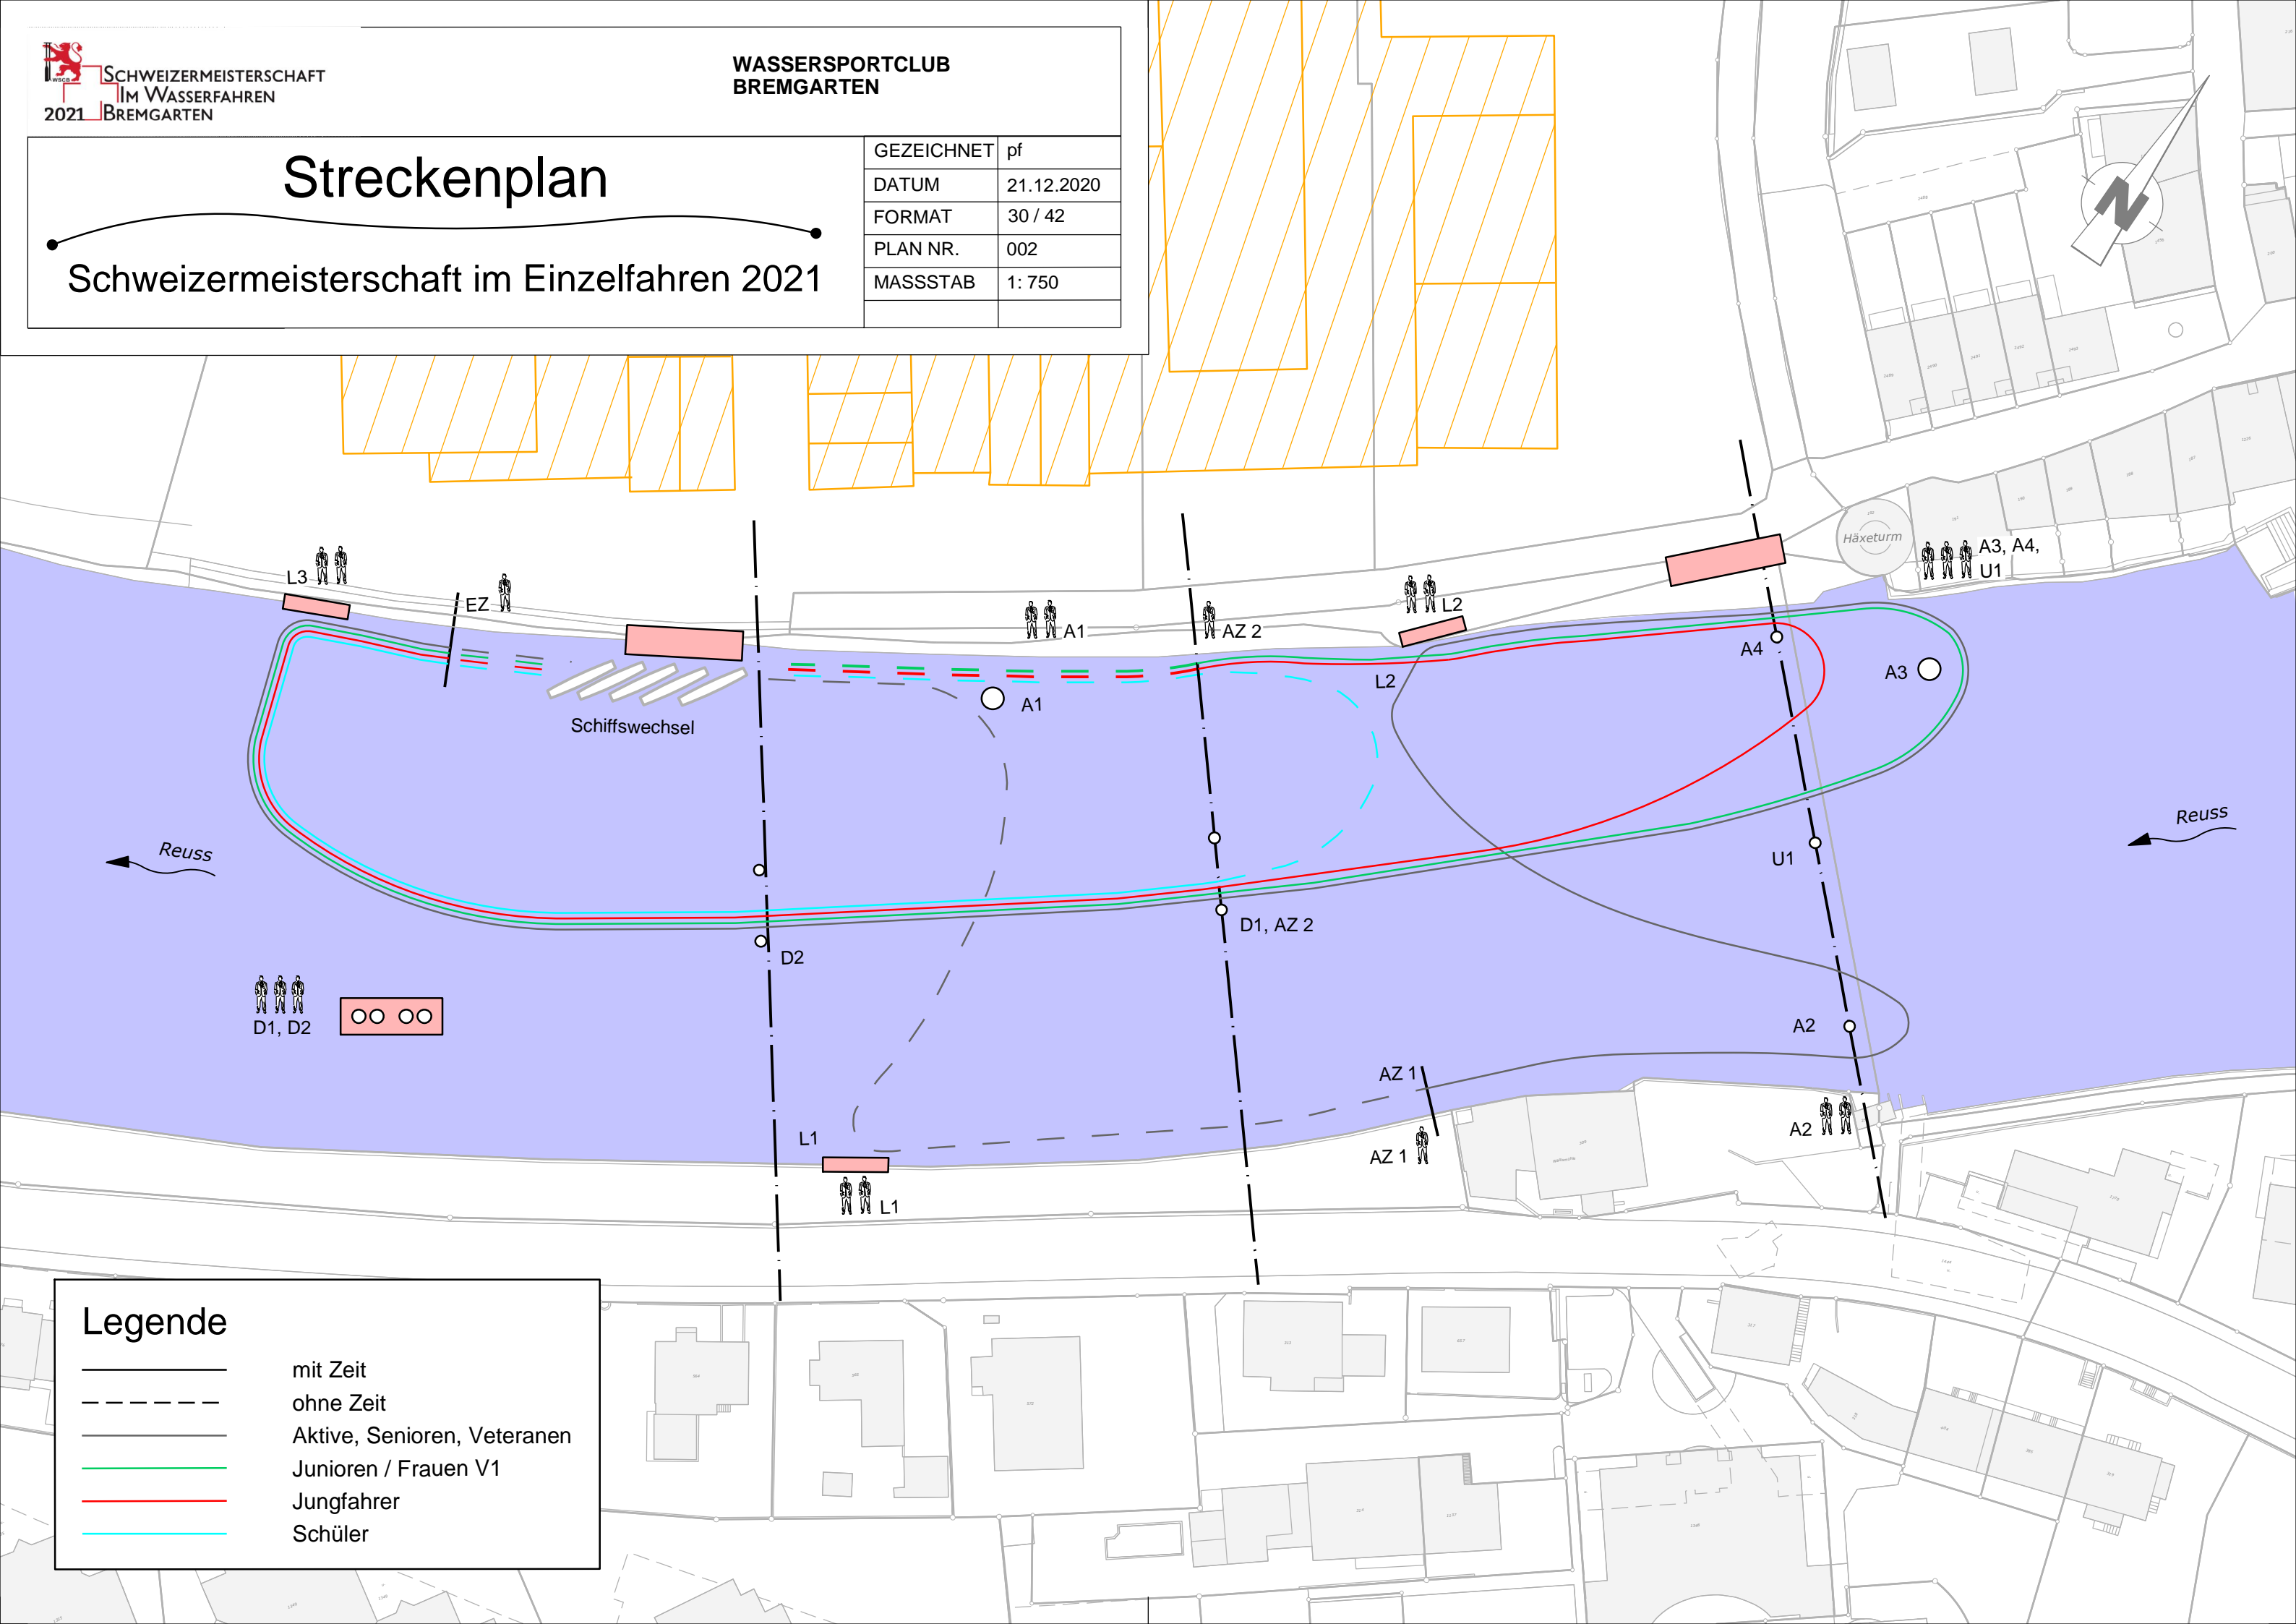 WSCB
SCHWEIZERMEISTERSCHAFT
IM WASSERFAHREN
2021 BREMGARTEN
WASSERSPORTCLUB
BREMGARTEN
Streckenplan
Schweizermeisterschaft im Einzelfahren 2021
GEZEICHNET pf
DATUM 21.12.2020
FORMAT 30 / 42
PLAN NR. 002
MASSSTAB 1: 750
N
Häxeturm
A3, A4,
U1
L3
EZ
A1
AZ 2
L2
A4
A3
L2
A1
Schiffswechsel
Reuss
Reuss
U1
D1, AZ 2
D2
D1, D2
A2
AZ 1
A2
L1
AZ 1
L1
Legende
mit Zeit
ohne Zeit
Aktive, Senioren, Veteranen
Junioren / Frauen V1
Jungfahrer
Schüler